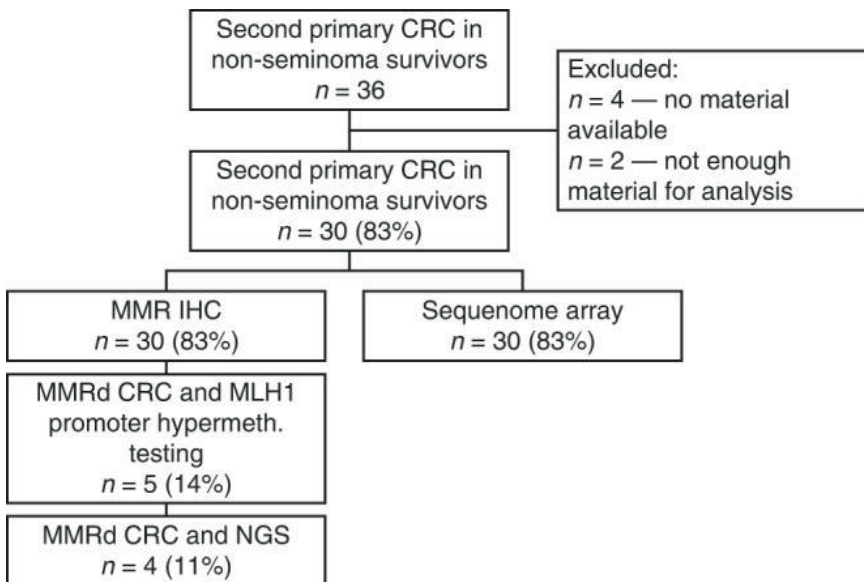 Second primary CRC in
non-seminoma survivors
n = 36
Excluded:
n = 4 — no material
available
n = 2 — not enough
material for analysis
Second primary CRC in
non-seminoma survivors
n = 30 (83%)
MMR IHC
n = 30 (83%)
Sequenome array
n = 30 (83%)
MMRd CRC and MLH1
promoter hypermeth.
testing
n = 5 (14%)
MMRd CRC and NGS
n = 4 (11%)